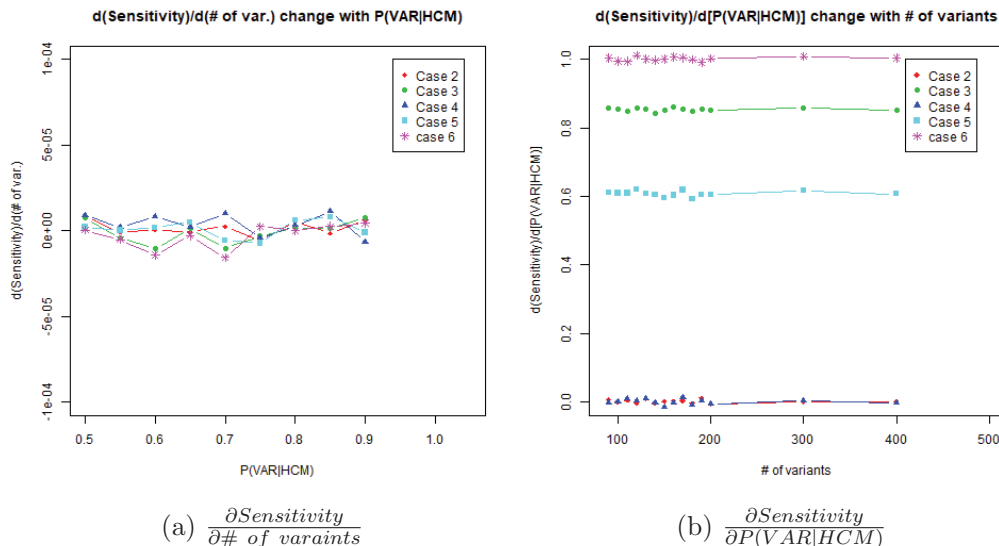 d(Sensitivity)/d(# of var.) change with P(VAR|HCM)
d(Sensitivity)/d(# of var.)
1e-04
5e-05
0e+00
-5e-05
-1e-04
Case 2
Case 3
Case 4
Case 5
case 6
0.5 0.6 0.7 0.8 0.9 1.0
P(VAR|HCM)
(a) ∂Sensitivity / ∂# of varaints
d(Sensitivity)/d[P(VAR|HCM)] change with # of variants
d(Sensitivity)/d[P(VAR|HCM)]
1.0
0.8
0.6
0.4
0.2
0.0
Case 2
Case 3
Case 4
Case 5
case 6
100 200 300 400 500
# of variants
(b) ∂Sensitivity / ∂P(VAR|HCM)